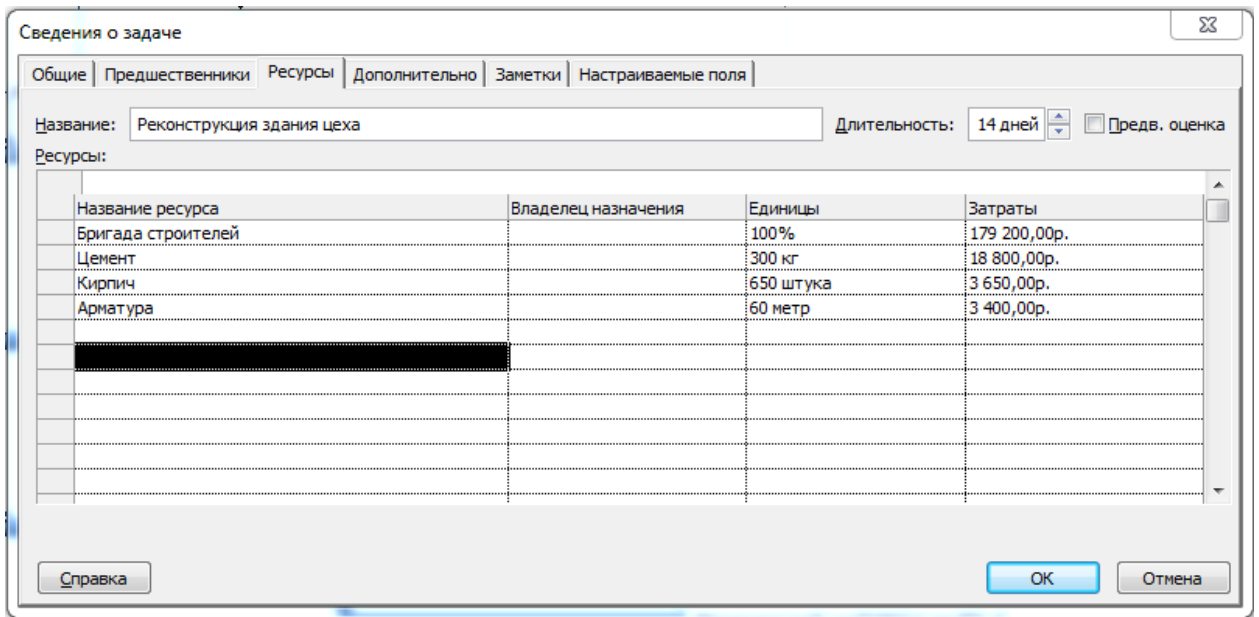 Сведения о задаче
Общие Предшественники Ресурсы Дополнительно Заметки Настраиваемые поля
Название: Реконструкция здания цеха Длительность: 14 дней Предв. оценка
Ресурсы:
Название ресурса Владелец назначения Единицы Затраты
Бригада строителей 100% 179 200,00р.
Цемент 300 кг 18 800,00р.
Кирпич 650 штука 3 650,00р.
Арматура 60 метр 3 400,00р.
Справка ОК Отмена